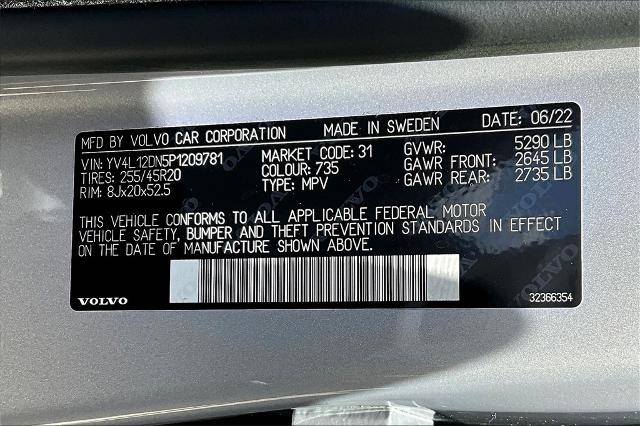 MFD BY VOLVO CAR CORPORATION MADE IN SWEDEN DATE: 06/22
VIN: YV4L12DN5P1209781 MARKET CODE: 31 GVWR: 5290 LB
TIRES: 255/45R20 COLOUR: 735 GAWR FRONT: 2645 LB
RIM: 8Jx20x52.5 TYPE: MPV GAWR REAR: 2735 LB
THIS VEHICLE CONFORMS TO ALL APPLICABLE FEDERAL MOTOR
VEHICLE SAFETY, BUMPER AND THEFT PREVENTION STANDARDS IN EFFECT
ON THE DATE OF MANUFACTURE SHOWN ABOVE.
VOLVO 32366354